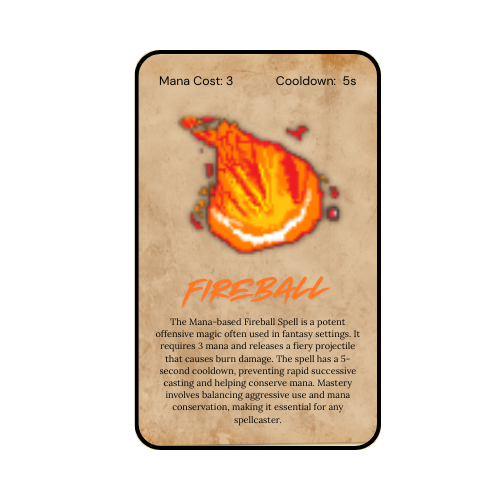 Mana Cost: 3 Cooldown: 5s
FIREBALL
The Mana-based Fireball Spell is a potent
offensive magic often used in fantasy settings. It
requires 3 mana and releases a fiery projectile
that causes burn damage. The spell has a 5-
second cooldown, preventing rapid successive
casting and helping conserve mana. Mastery
involves balancing aggressive use and mana
conservation, making it essential for any
spellcaster.